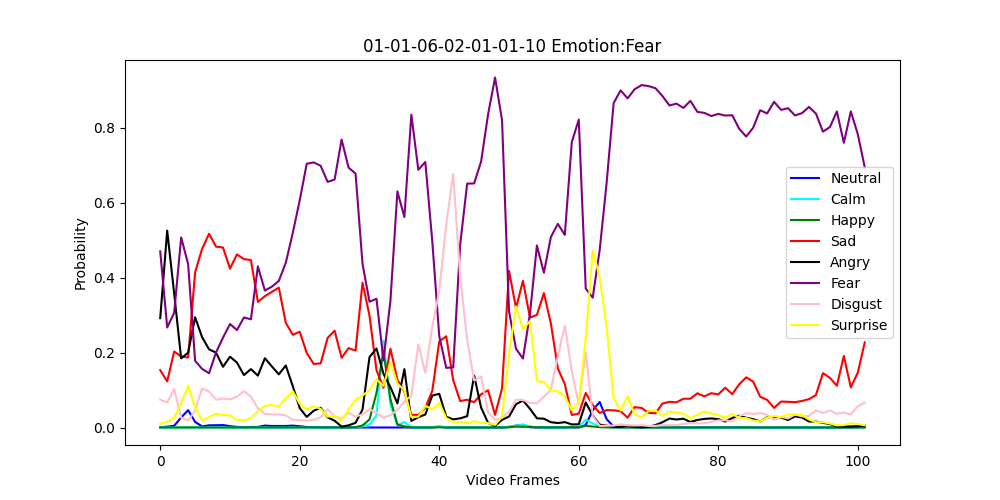 01-01-06-02-01-01-10 Emotion:Fear
Probability
0.8
0.6
0.4
0.2
0.0
0
20
40
60
80
100
Video Frames
Neutral
Calm
Happy
Sad
Angry
Fear
Disgust
Surprise